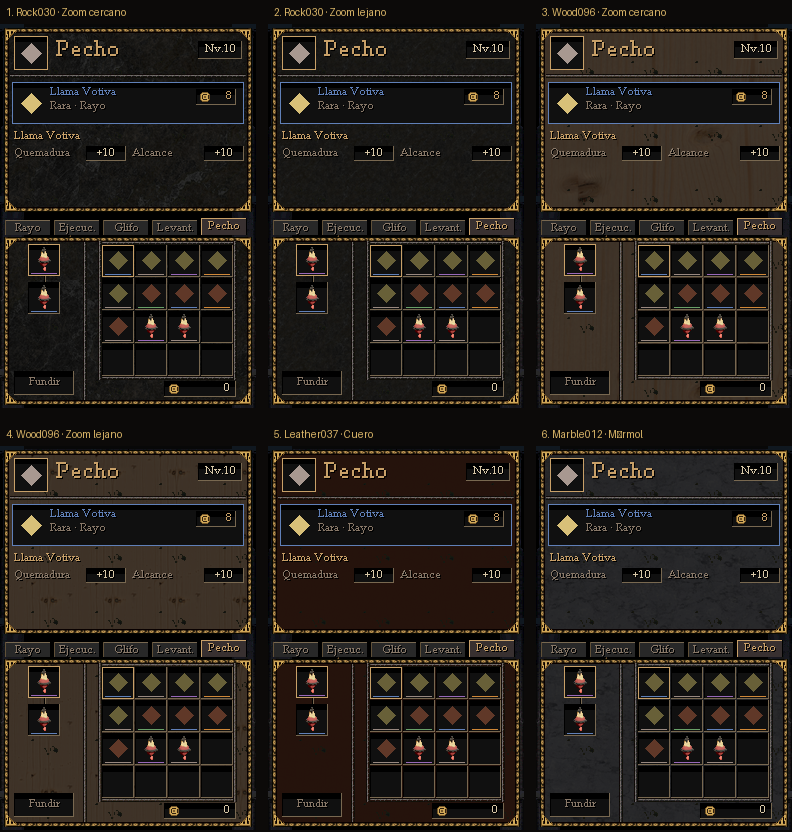 1. Rock030 · Zoom cercano
Pecho
Nv.10
Llama Votiva
8
Rara · Rayo
Llama Votiva
Quemadura +10 Alcance +10
Rayo Ejecuc. Glifo Levant. Pecho
Fundir
0
2. Rock030 · Zoom lejano
Pecho
Nv.10
Llama Votiva
8
Rara · Rayo
Llama Votiva
Quemadura +10 Alcance +10
Rayo Ejecuc. Glifo Levant. Pecho
Fundir
0
3. Wood096 · Zoom cercano
Pecho
Nv.10
Llama Votiva
8
Rara · Rayo
Llama Votiva
Quemadura +10 Alcance +10
Rayo Ejecuc. Glifo Levant. Pecho
Fundir
0
4. Wood096 · Zoom lejano
Pecho
Nv.10
Llama Votiva
8
Rara · Rayo
Llama Votiva
Quemadura +10 Alcance +10
Rayo Ejecuc. Glifo Levant. Pecho
Fundir
0
5. Leather037 · Cuero
Pecho
Nv.10
Llama Votiva
8
Rara · Rayo
Llama Votiva
Quemadura +10 Alcance +10
Rayo Ejecuc. Glifo Levant. Pecho
Fundir
0
6. Marble012 · M▯rmol
Pecho
Nv.10
Llama Votiva
8
Rara · Rayo
Llama Votiva
Quemadura +10 Alcance +10
Rayo Ejecuc. Glifo Levant. Pecho
Fundir
0